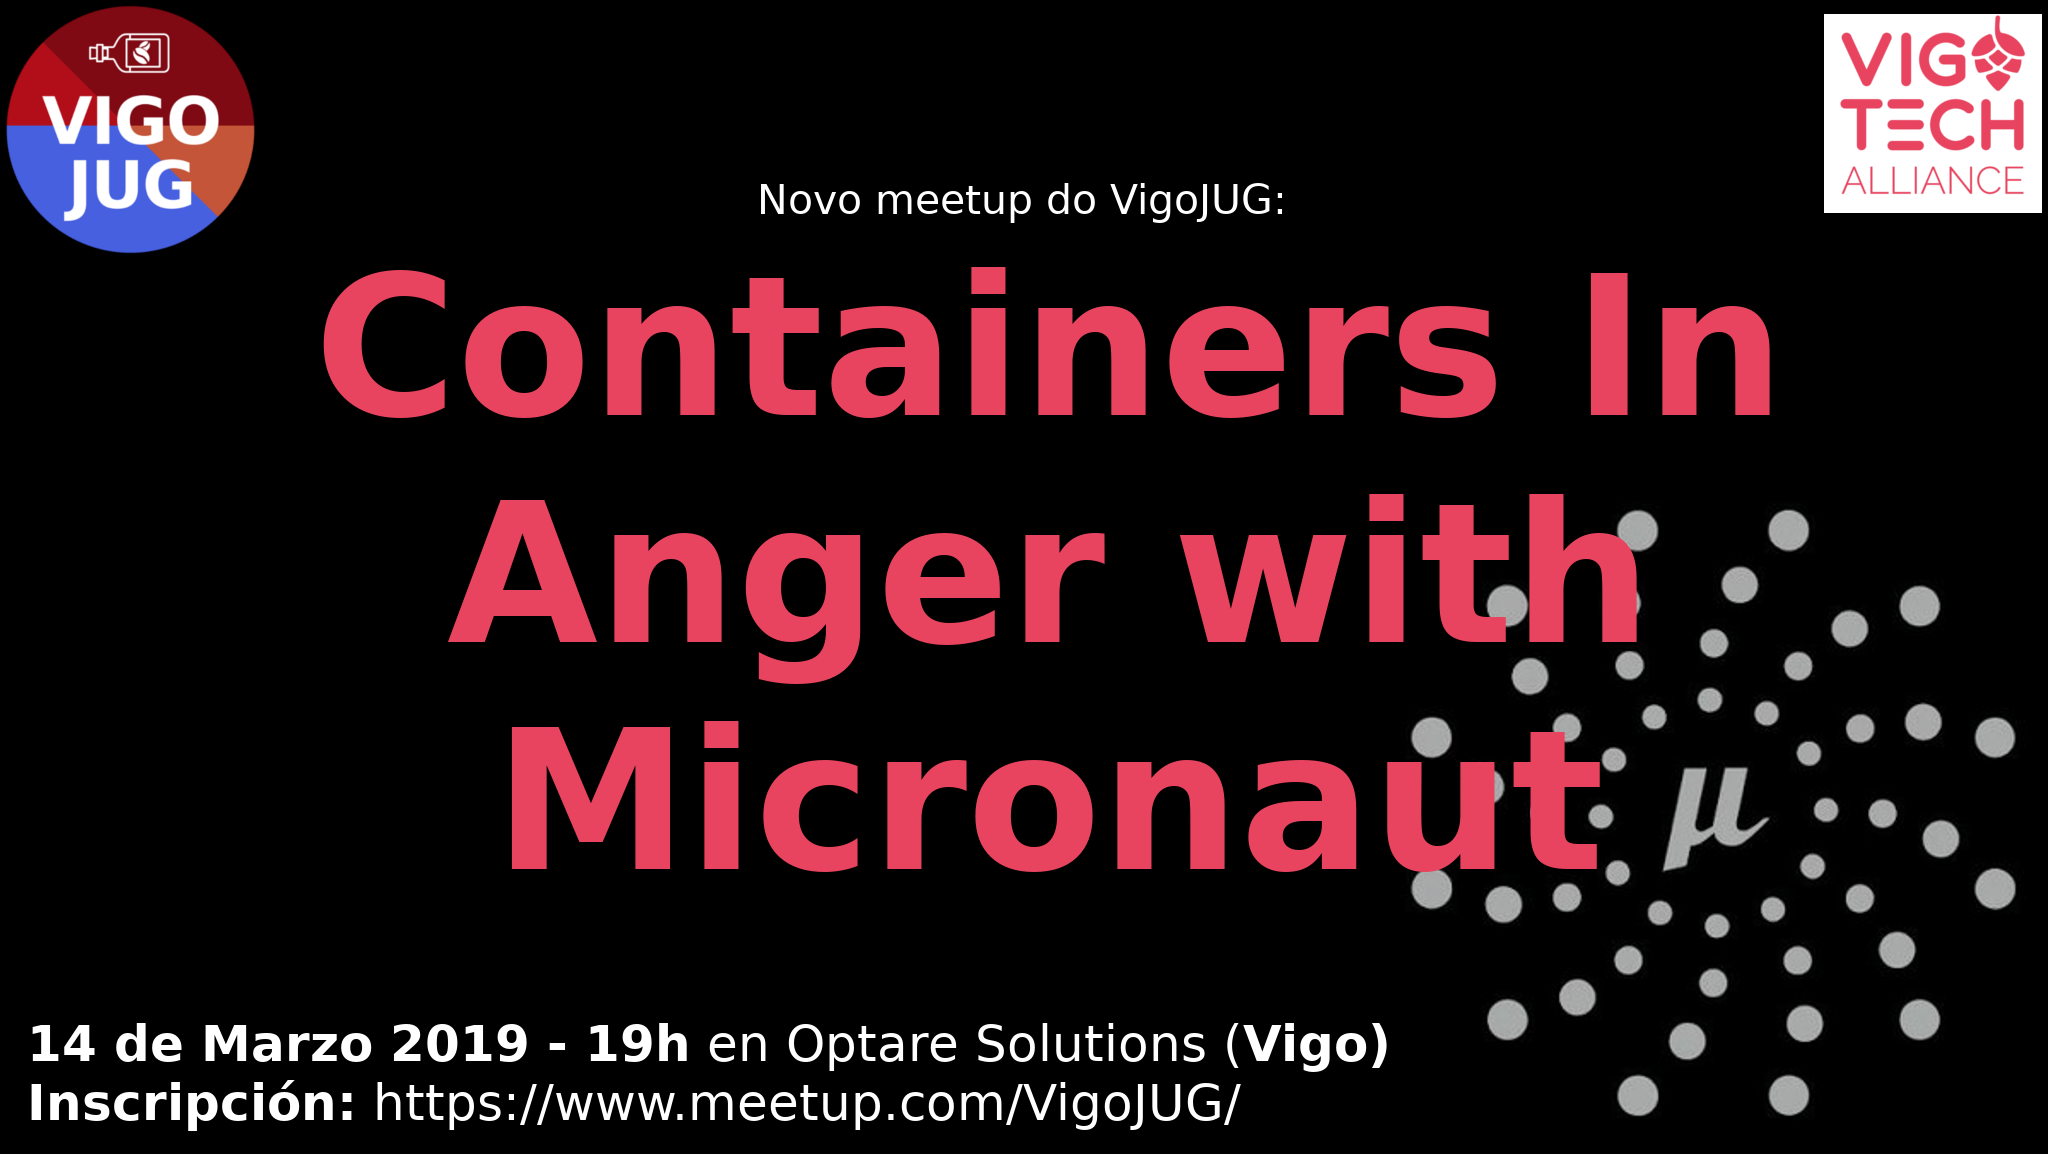 VIGO
JUG
VIGO
TECH
ALLIANCE
Novo meetup do VigoJUG:
Containers In
Anger with
Micronaut
µ
14 de Marzo 2019 - 19h en Optare Solutions (Vigo)
Inscripción: https://www.meetup.com/VigoJUG/